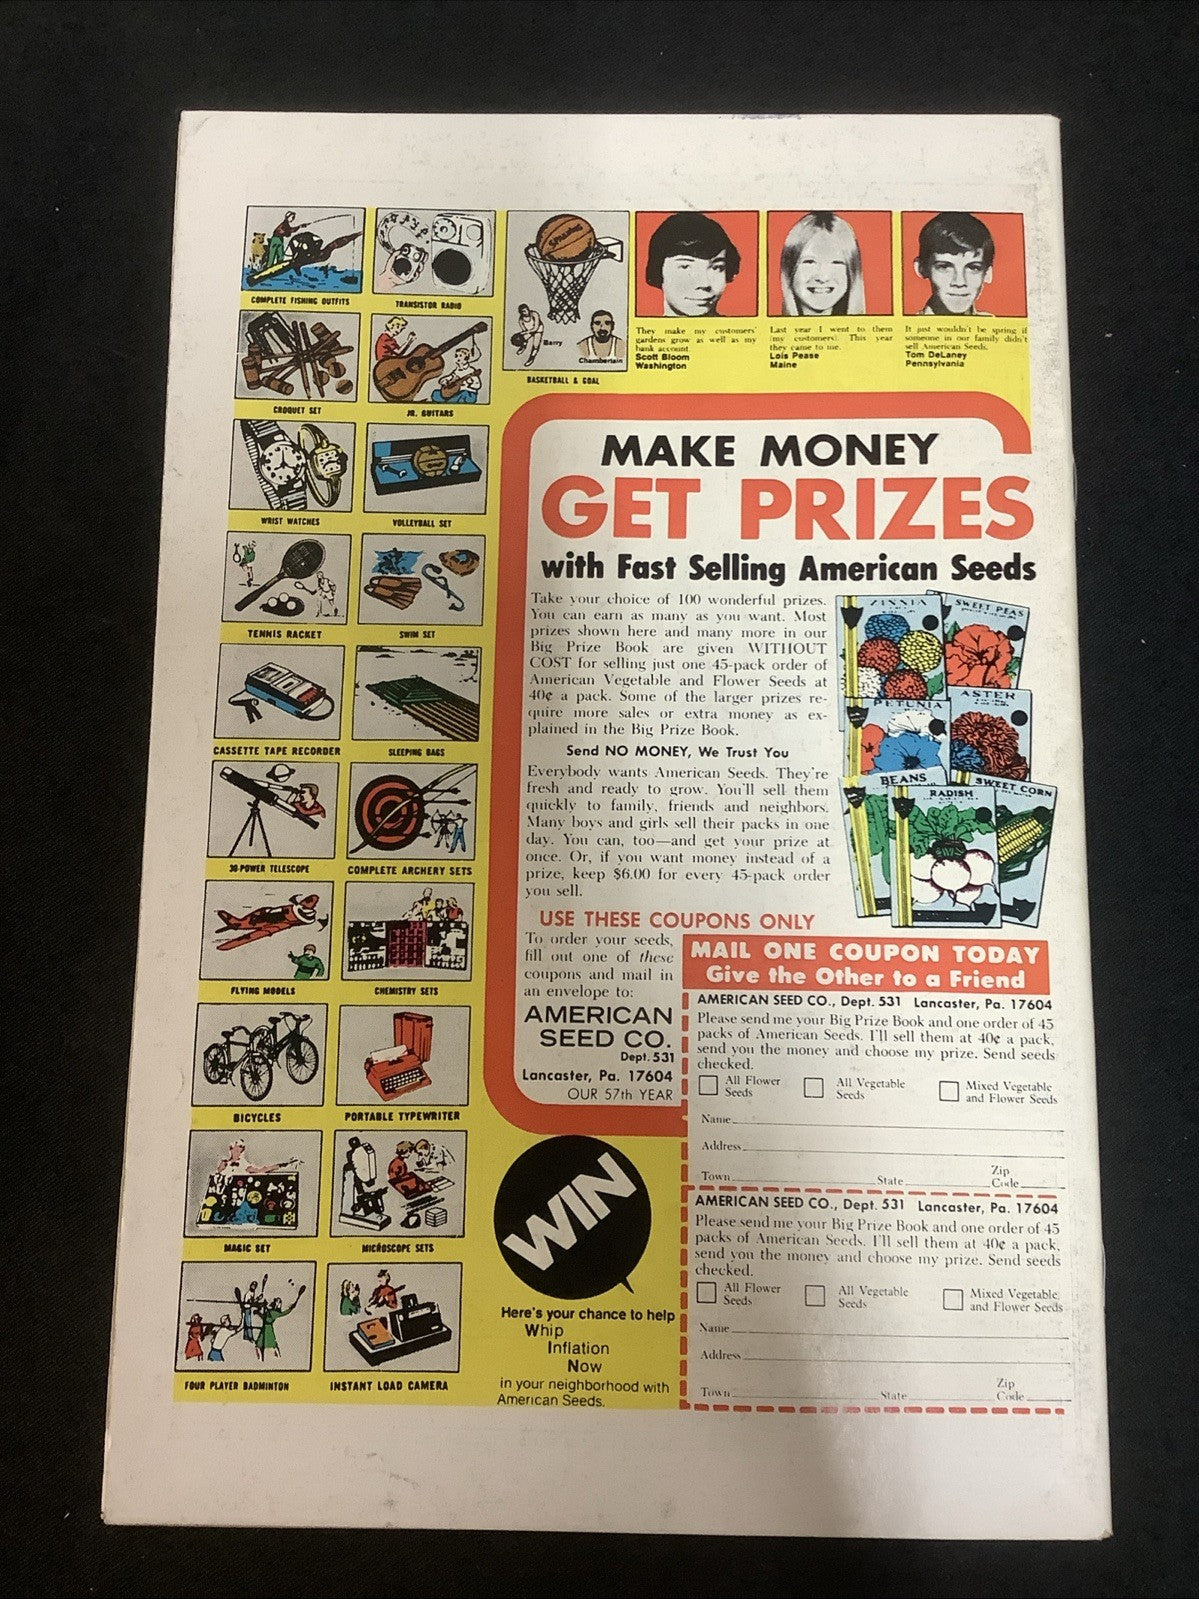 COMPLETE FISHING OUTFITS
TRANSISTOR RADIO
CROQUET SET
JR. GUITARS
WRIST WATCHES
VOLLEYBALL SET
TENNIS RACKET
SWIM SET
CASSETTE TAPE RECORDER
SLEEPING BAGS
30-POWER TELESCOPE
COMPLETE ARCHERY SETS
FLYING MODELS
CHEMISTRY SETS
BICYCLES
PORTABLE TYPEWRITER
MAGIC SET
MICROSCOPE SETS
FOUR PLAYER BADMINTON
INSTANT LOAD CAMERA
Spalding
Barry
Chamberlain
BASKETBALL & GOAL
They make my customers'
gardens grow as well as my
bank account.
Scott Bloom
Washington
Last year I went to them
(my customers). This year
they came to me.
Lois Pease
Maine
It just wouldn't be spring if
someone in our family didn't
sell American Seeds.
Tom DeLaney
Pennsylvania
MAKE MONEY
GET PRIZES
with Fast Selling American Seeds
Take your choice of 100 wonderful prizes.
You can earn as many as you want. Most
prizes shown here and many more in our
Big Prize Book are given WITHOUT
COST for selling just one 45-pack order of
American Vegetable and Flower Seeds at
40¢ a pack. Some of the larger prizes re-
quire more sales or extra money as ex-
plained in the Big Prize Book.
Send NO MONEY, We Trust You
Everybody wants American Seeds. They're
fresh and ready to grow. You'll sell them
quickly to family, friends and neighbors.
Many boys and girls sell their packs in one
day. You can, too—and get your prize at
once. Or, if you want money instead of a
prize, keep $6.00 for every 45-pack order
you sell.
ZINNIA
SWEET PEAS
PETUNIA
ASTER
BEANS
RADISH
SWEET CORN
USE THESE COUPONS ONLY
To order your seeds,
fill out one of these
coupons and mail in
an envelope to:
AMERICAN
SEED CO.
Dept. 531
Lancaster, Pa. 17604
OUR 57th YEAR
MAIL ONE COUPON TODAY
Give the Other to a Friend
AMERICAN SEED CO., Dept. 531 Lancaster, Pa. 17604
Please send me your Big Prize Book and one order of 45
packs of American Seeds. I'll sell them at 40¢ a pack,
send you the money and choose my prize. Send seeds
checked.
All Flower Seeds
All Vegetable Seeds
Mixed Vegetable and Flower Seeds
Name
Address
Town State Zip Code
AMERICAN SEED CO., Dept. 531 Lancaster, Pa. 17604
Please send me your Big Prize Book and one order of 45
packs of American Seeds. I'll sell them at 40¢ a pack,
send you the money and choose my prize. Send seeds
checked.
All Flower Seeds
All Vegetable Seeds
Mixed Vegetable and Flower Seeds
Name
Address
Town State Zip Code
WIN
Here's your chance to help
Whip
Inflation
Now
in your neighborhood with
American Seeds.